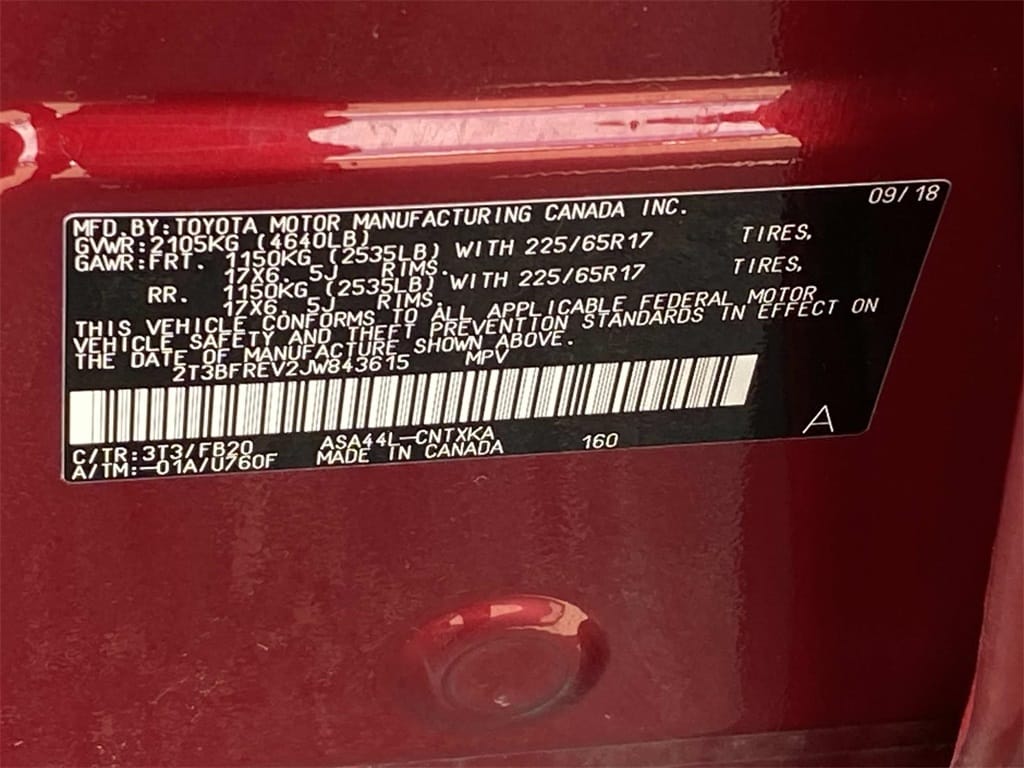 09/18
MFD.BY:TOYOTA MOTOR MANUFACTURING CANADA INC.
GVWR:2105KG (4640LB)
GAWR:FRT. 1150KG (2535LB) WITH 225/65R17 TIRES,
17X6.5J RIMS.
RR. 1150KG (2535LB) WITH 225/65R17 TIRES,
17X6.5J RIMS.
THIS VEHICLE CONFORMS TO ALL APPLICABLE FEDERAL MOTOR
VEHICLE SAFETY AND THEFT PREVENTION STANDARDS IN EFFECT ON
THE DATE OF MANUFACTURE SHOWN ABOVE.
2T3BFREV2JW843615 MPV
A
C/TR:3T3/FB20 ASA44L-CNTXKA 160
A/TM:-01A/U760F MADE IN CANADA